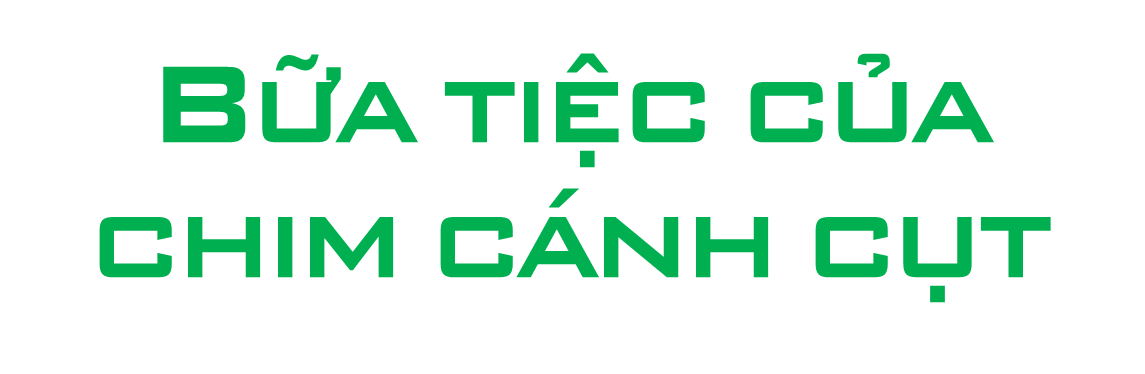 Bữa tiệc của
chim cánh cụt